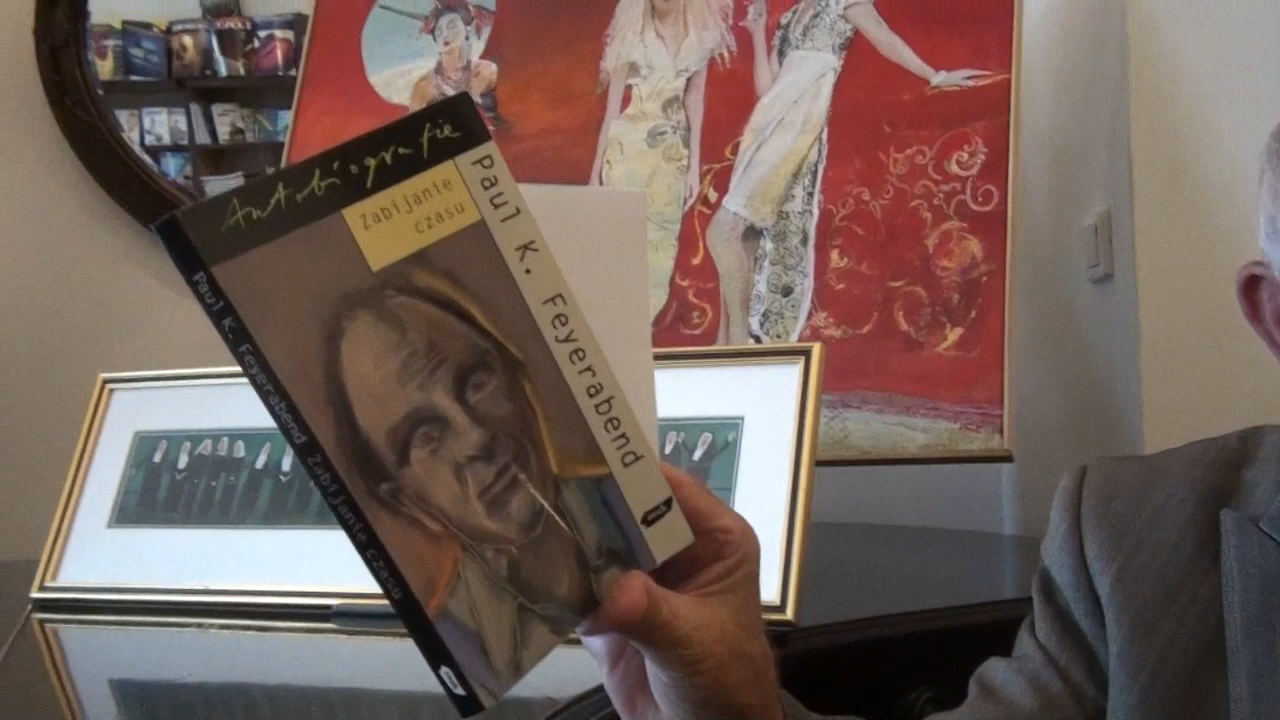 Autobiografie
Zabijanie
czasu
Paul K. Feyerabend
Paul K. Feyerabend Zabijanie czasu